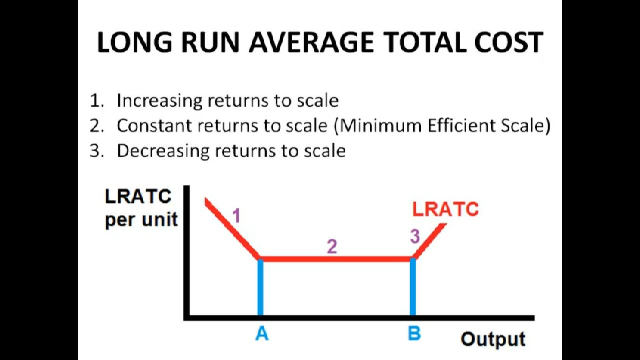 LONG RUN AVERAGE TOTAL COST
1. Increasing returns to scale
2. Constant returns to scale (Minimum Efficient Scale)
3. Decreasing returns to scale
LRATC
per unit
1
2
3
LRATC
A
B
Output